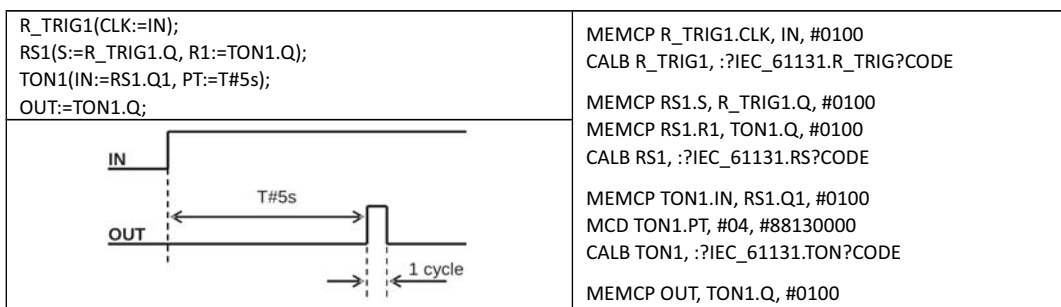 R_TRIG1(CLK:=IN);
RS1(S:=R_TRIG1.Q, R1:=TON1.Q);
TON1(IN:=RS1.Q1, PT:=T#5s);
OUT:=TON1.Q;
IN
T#5s
OUT
1 cycle
MEMCP R_TRIG1.CLK, IN, #0100
CALB R_TRIG1, :?IEC_61131.R_TRIG?CODE
MEMCP RS1.S, R_TRIG1.Q, #0100
MEMCP RS1.R1, TON1.Q, #0100
CALB RS1, :?IEC_61131.RS?CODE
MEMCP TON1.IN, RS1.Q1, #0100
MCD TON1.PT, #04, #88130000
CALB TON1, :?IEC_61131.TON?CODE
MEMCP OUT, TON1.Q, #0100